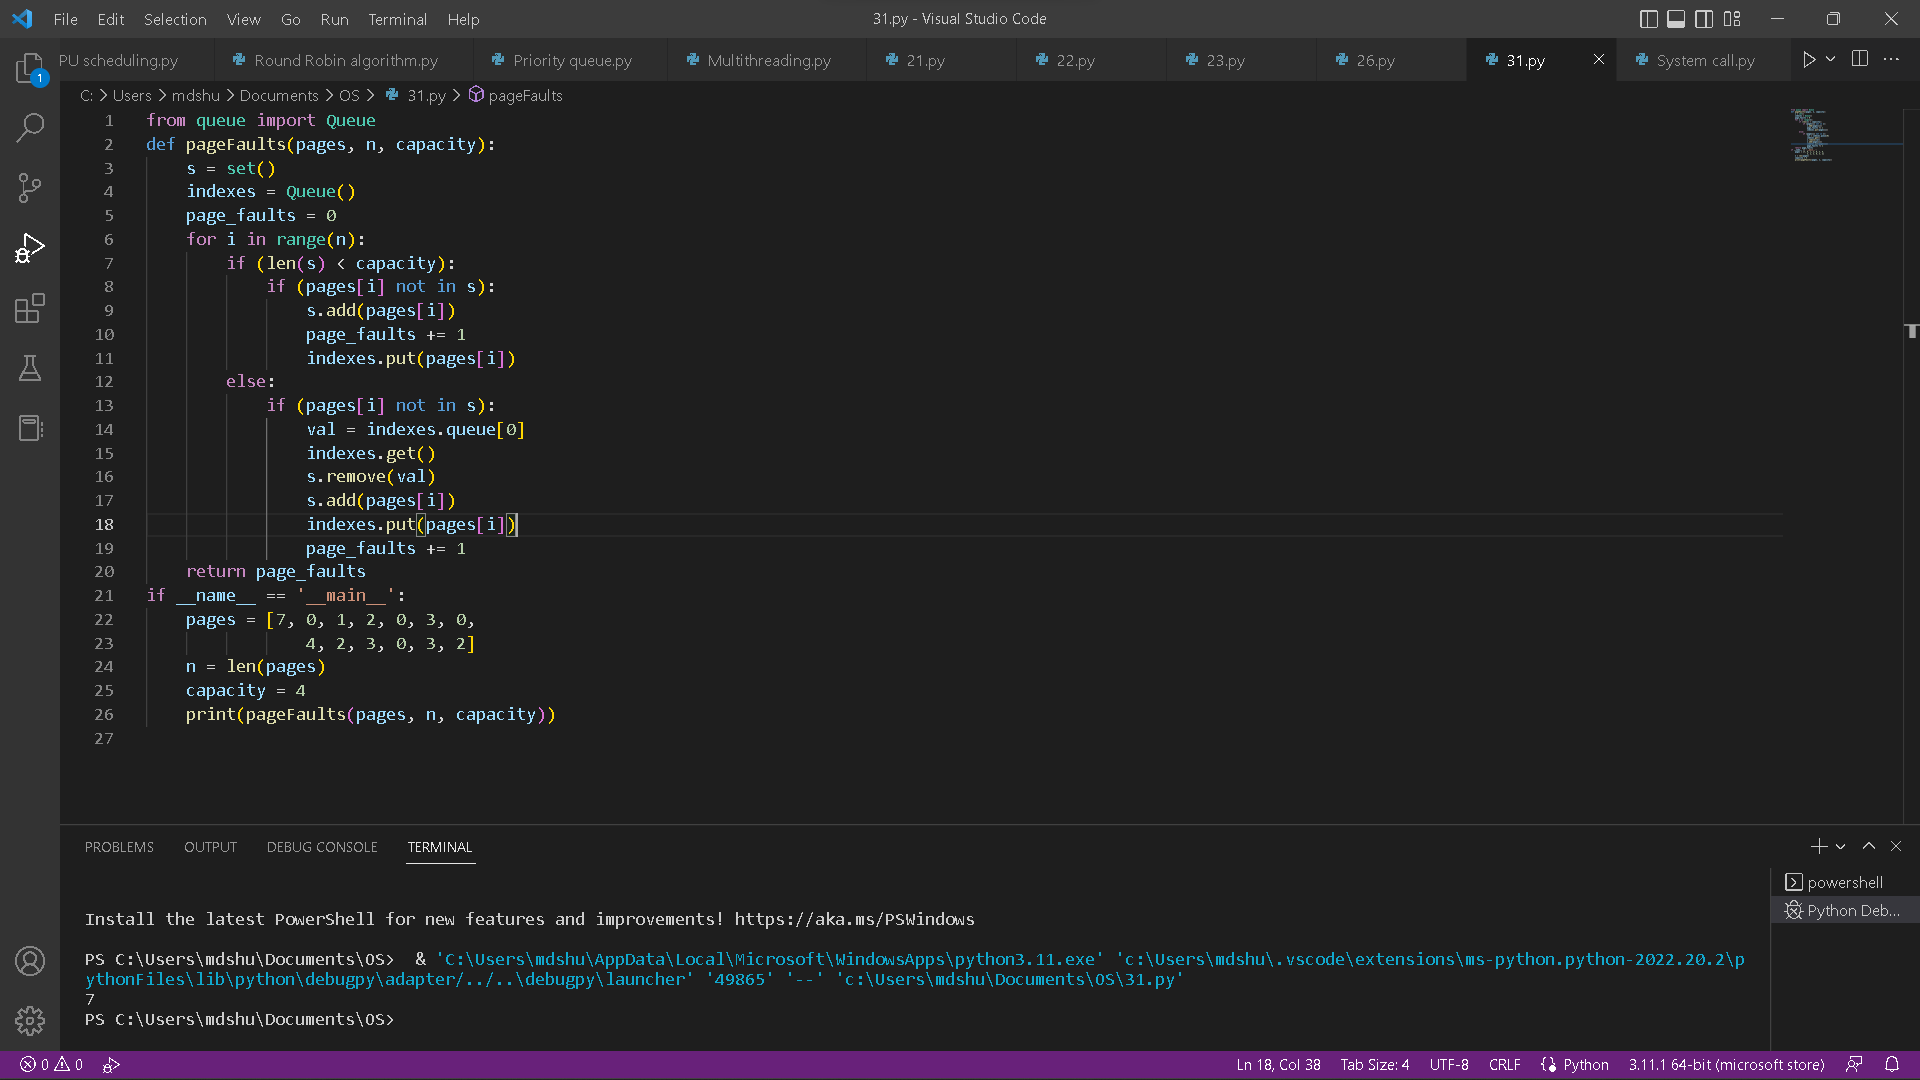 File Edit Selection View Go Run Terminal Help 31.py - Visual Studio Code
PU scheduling.py Round Robin algorithm.py Priority queue.py Multithreading.py 21.py 22.py 23.py 26.py 31.py System call.py
1
C: > Users > mdshu > Documents > OS > 31.py > pageFaults
1 from queue import Queue
2 def pageFaults(pages, n, capacity):
3     s = set()
4     indexes = Queue()
5     page_faults = 0
6     for i in range(n):
7         if (len(s) < capacity):
8             if (pages[i] not in s):
9                 s.add(pages[i])
10                 page_faults += 1
11                 indexes.put(pages[i])
12         else:
13             if (pages[i] not in s):
14                 val = indexes.queue[0]
15                 indexes.get()
16                 s.remove(val)
17                 s.add(pages[i])
18                 indexes.put(pages[i])
19                 page_faults += 1
20     return page_faults
21 if __name__ == '__main__':
22     pages = [7, 0, 1, 2, 0, 3, 0,
23                 4, 2, 3, 0, 3, 2]
24     n = len(pages)
25     capacity = 4
26     print(pageFaults(pages, n, capacity))
27
PROBLEMS OUTPUT DEBUG CONSOLE TERMINAL
powershell
Python Deb...
Install the latest PowerShell for new features and improvements! https://aka.ms/PSWindows
PS C:\Users\mdshu\Documents\OS>  & 'C:\Users\mdshu\AppData\Local\Microsoft\WindowsApps\python3.11.exe' 'c:\Users\mdshu\.vscode\extensions\ms-python.python-2022.20.2\p
ythonFiles\lib\python\debugpy\adapter/../..\debugpy\launcher' '49865' '--' 'c:\Users\mdshu\Documents\OS\31.py'
7
PS C:\Users\mdshu\Documents\OS>
0 0 Ln 18, Col 38 Tab Size: 4 UTF-8 CRLF Python 3.11.1 64-bit (microsoft store)